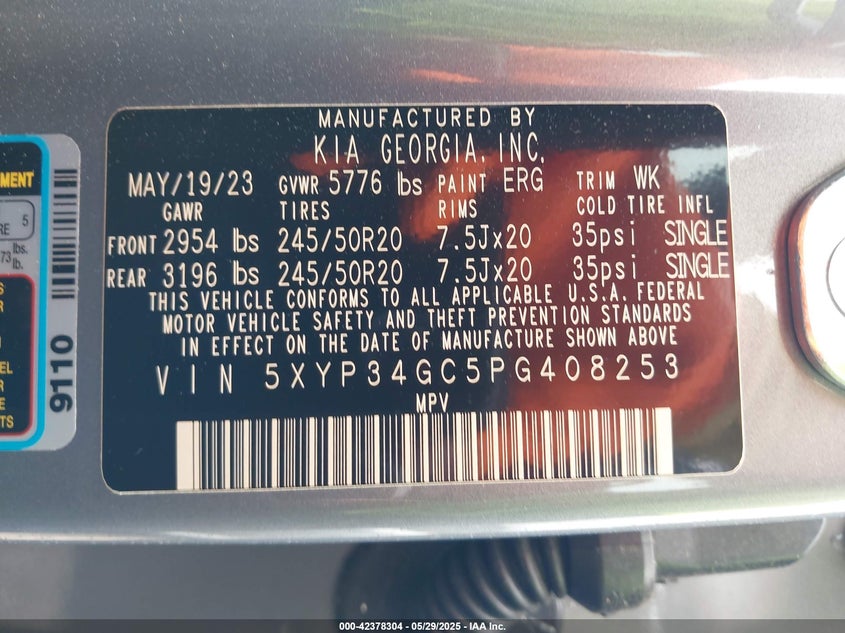 MANUFACTURED BY
KIA GEORGIA, INC.
MAY/19/23 GVWR 5776 lbs PAINT ERG TRIM WK
GAWR TIRES RIMS COLD TIRE INFL
FRONT 2954 lbs 245/50R20 7.5Jx20 35psi SINGLE
REAR 3196 lbs 245/50R20 7.5Jx20 35psi SINGLE
THIS VEHICLE CONFORMS TO ALL APPLICABLE U.S.A. FEDERAL
MOTOR VEHICLE SAFETY AND THEFT PREVENTION STANDARDS
IN EFFECT ON THE DATE OF MANUFACTURE SHOWN ABOVE
VIN 5XYP34GC5PG408253
MPV
5
lbs.
9110
000-42378304 - 05/29/2025 - IAA Inc.